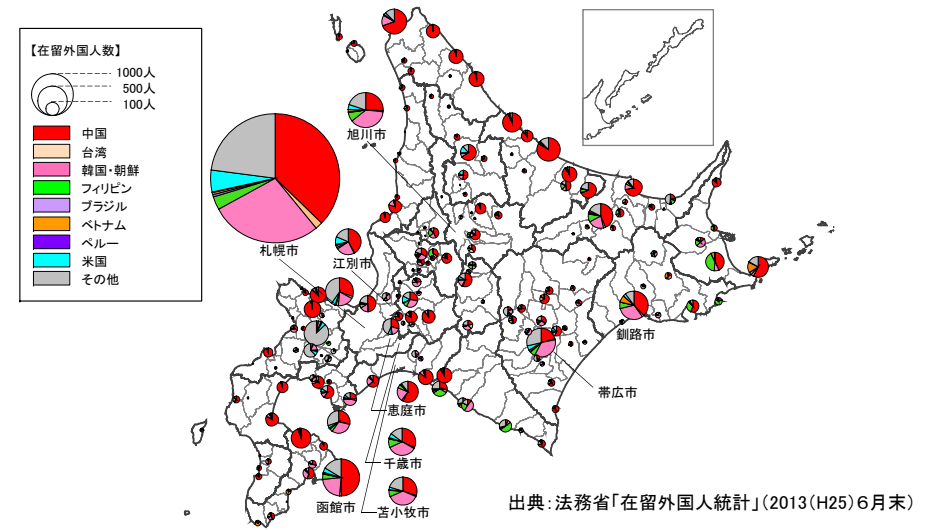 【在留外国人数】
1000人
500人
100人
中国
台湾
韓国・朝鮮
フィリピン
ブラジル
ベトナム
ペルー
米国
その他
旭川市
札幌市
江別市
釧路市
帯広市
恵庭市
千歳市
函館市
苫小牧市
出典：法務省「在留外国人統計」（2013（H25）６月末）